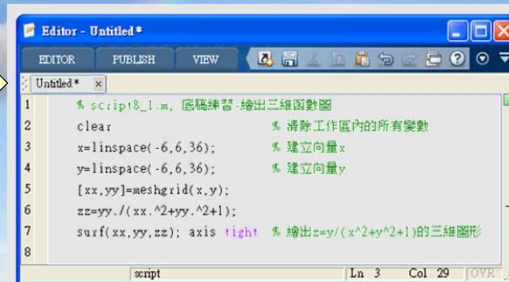 Editor - Untitled*
EDITOR PUBLISH VIEW
Untitled* ×
1 % script8_1.m, 底稿練習-繪出三維函數圖
2 clear % 清除工作區內的所有變數
3 x=linspace(-6,6,36); % 建立向量x
4 y=linspace(-6,6,36); % 建立向量y
5 [xx,yy]=meshgrid(x,y);
6 zz=yy./(xx.^2+yy.^2+1);
7 surf(xx,yy,zz); axis tight % 繪出z=y/(x^2+y^2+1)的三維圖形
8
script Ln 3 Col 29 OVR